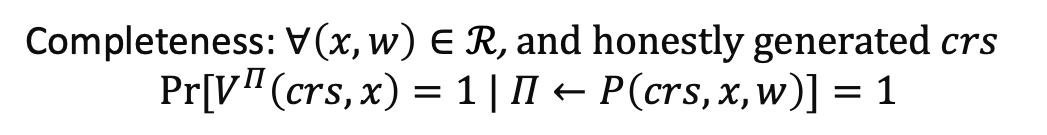 Completeness: ∀(x, w) ∈ ℛ, and honestly generated crs
Pr[V^Π(crs, x) = 1 | Π ← P(crs, x, w)] = 1